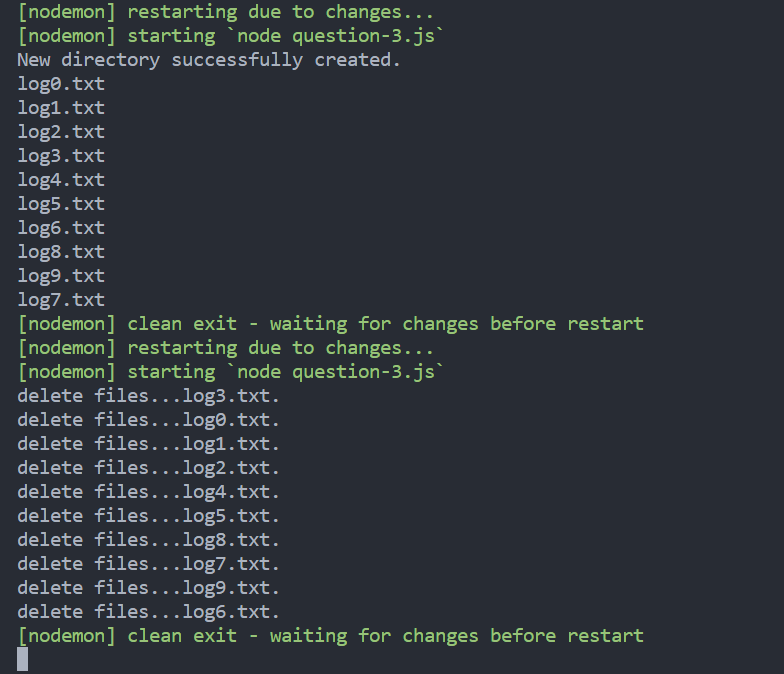 [nodemon] restarting due to changes...
[nodemon] starting `node question-3.js`
New directory successfully created.
log0.txt
log1.txt
log2.txt
log3.txt
log4.txt
log5.txt
log6.txt
log8.txt
log9.txt
log7.txt
[nodemon] clean exit - waiting for changes before restart
[nodemon] restarting due to changes...
[nodemon] starting `node question-3.js`
delete files...log3.txt.
delete files...log0.txt.
delete files...log1.txt.
delete files...log2.txt.
delete files...log4.txt.
delete files...log5.txt.
delete files...log8.txt.
delete files...log7.txt.
delete files...log9.txt.
delete files...log6.txt.
[nodemon] clean exit - waiting for changes before restart